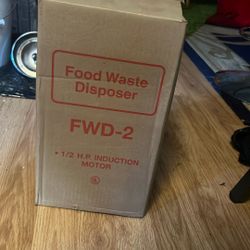 Food Waste
Disposer
FWD-2
• 1/2 H.P. INDUCTION
MOTOR